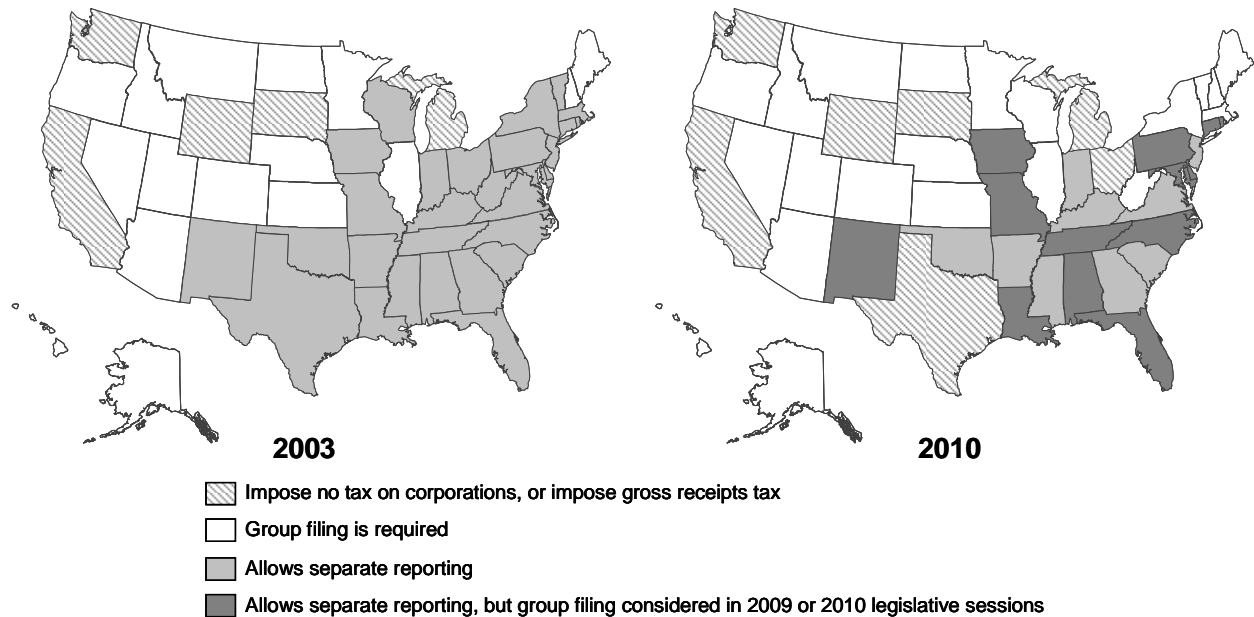 2003
2010
Impose no tax on corporations, or impose gross receipts tax
Group filing is required
Allows separate reporting
Allows separate reporting, but group filing considered in 2009 or 2010 legislative sessions